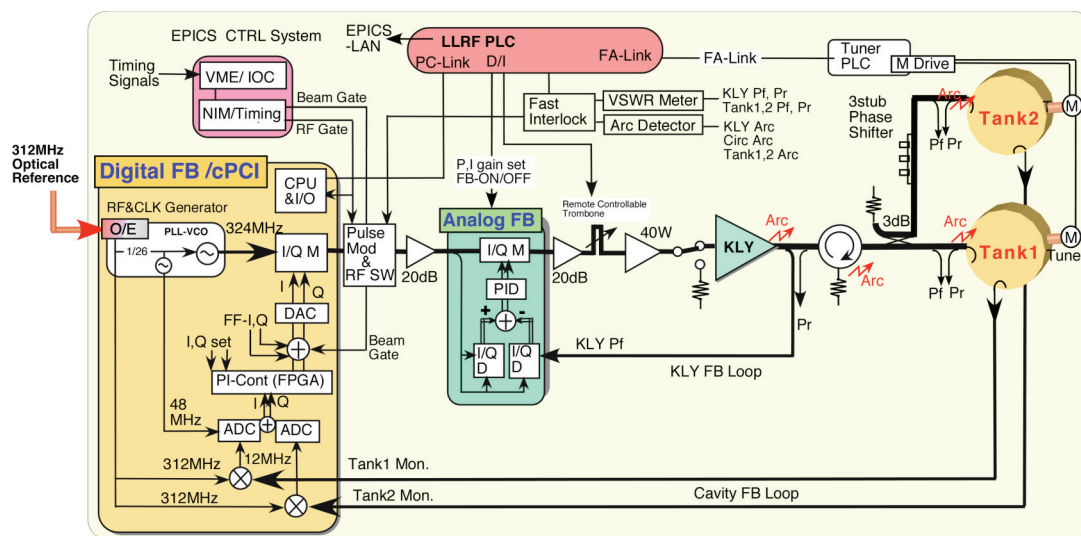 EPICS CTRL System
Timing
Signals
VME/ IOC
NIM/Timing
Beam Gate
RF Gate
EPICS
-LAN
LLRF PLC
PC-Link
D/I
FA-Link
FA-Link
Tuner
PLC
M Drive
Fast
Interlock
VSWR Meter
Arc Detector
KLY Pf, Pr
Tank1,2 Pf, Pr
KLY Arc
Circ Arc
Tank1,2 Arc
3stub
Phase
Shifter
Arc
Tank2
M
Pf Pr
312MHz
Optical
Reference
Digital FB /cPCI
CPU
&I/O
RF&CLK Generator
O/E
PLL-VCO
1/26
324MHz
I/Q M
I
Q
DAC
FF-I,Q
I,Q set
PI-Cont (FPGA)
I
Q
48
MHz
ADC
ADC
12MHz
312MHz
312MHz
Pulse
Mod
&
RF SW
Beam
Gate
20dB
P,I gain set
FB-ON/OFF
Analog FB
I/Q M
PID
+
-
I/Q
D
I/Q
D
20dB
Remote Controllable
Trombone
40W
KLY
Arc
Pr
Arc
3dB
Arc
Tank1
M
Tuner
Pf Pr
KLY Pf
KLY FB Loop
Tank1 Mon.
Tank2 Mon.
Cavity FB Loop